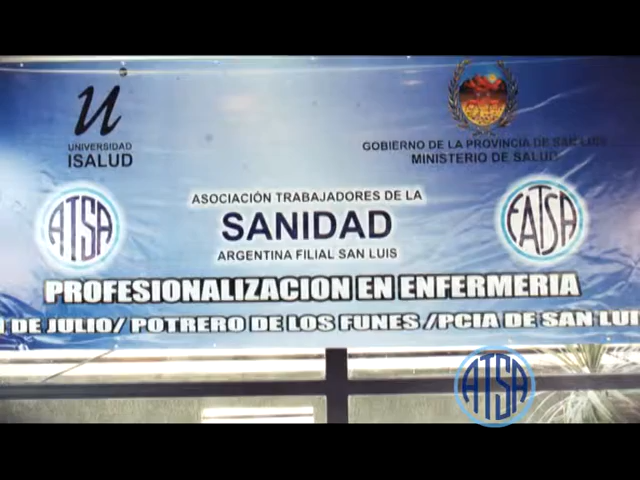 u
UNIVERSIDAD
ISALUD
GOBIERNO DE LA PROVINCIA DE SAN LUIS
MINISTERIO DE SALUD
ATSA
ASOCIACIÓN TRABAJADORES DE LA
SANIDAD
ARGENTINA FILIAL SAN LUIS
FATSA
PROFESIONALIZACION EN ENFERMERIA
DE JULIO/ POTRERO DE LOS FUNES /PCIA DE SAN LUI
ATSA